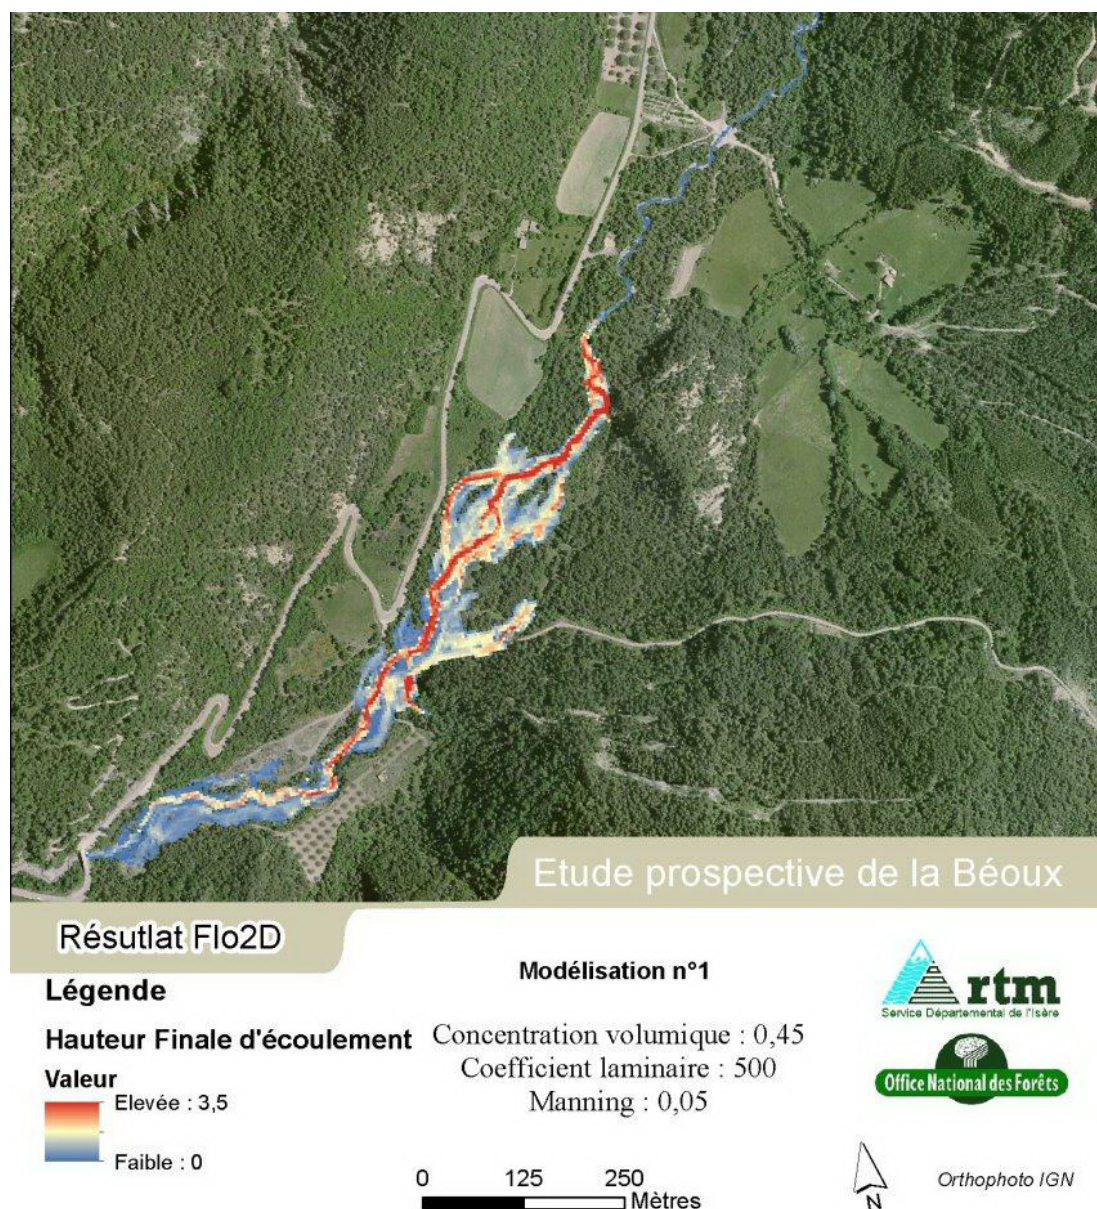 Etude prospective de la Béoux
Résutlat Flo2D
Légende
Modélisation n°1
Hauteur Finale d'écoulement
Concentration volumique : 0,45
Coefficient laminaire : 500
Manning : 0,05
Valeur
Elevée : 3,5
Faible : 0
rtm
Service Départemental de l'Isère
Office National des Forêts
0 125 250
Mètres
N
Orthophoto IGN